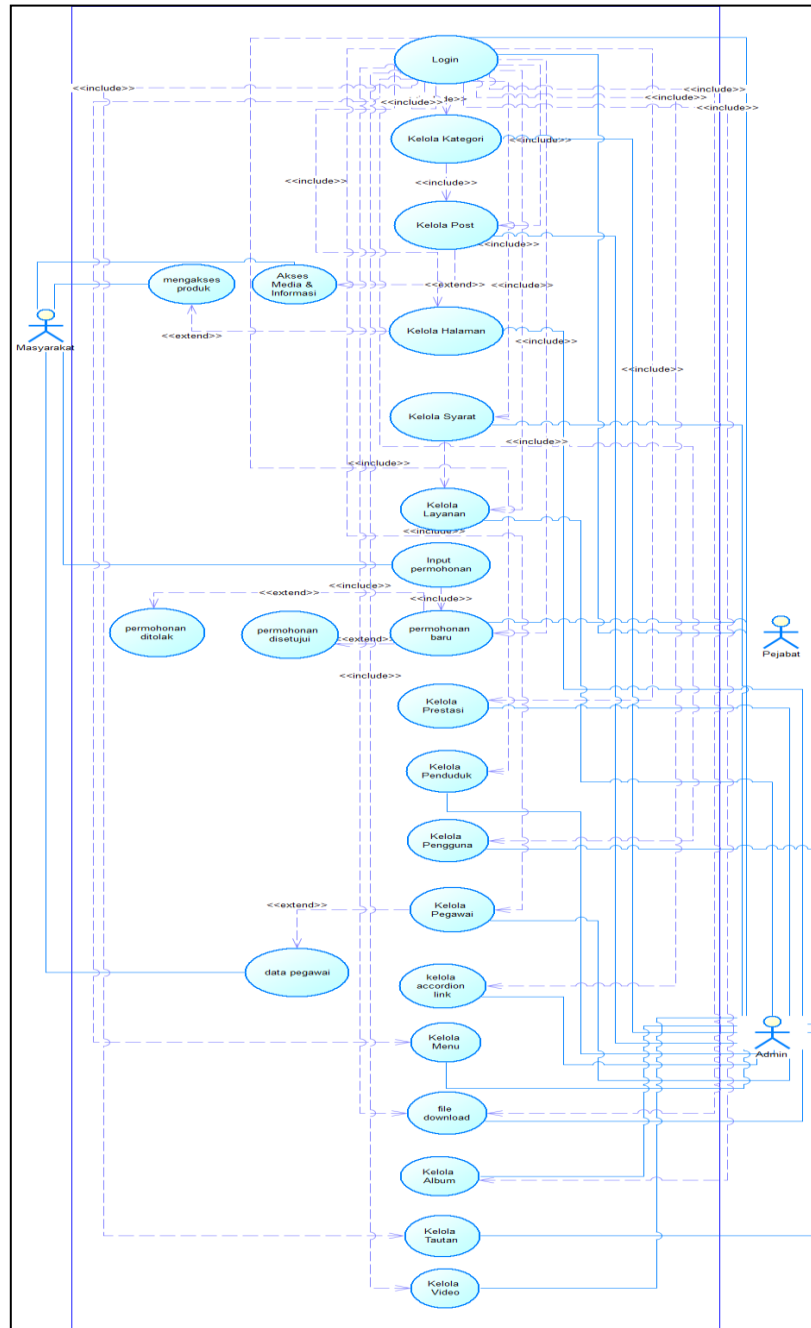 Login
<<include>>
<<include>>
<<include>>
<<include>>
<<include>>
Kelola Kategori
<<include>>
<<include>>
Kelola Post
<<include>>
Akses
Media &
Informasi
mengakses
produk
<<extend>>
<<include>>
Masyarakat
<<extend>>
Kelola Halaman
<<include>>
<<include>>
Kelola Syarat
<<include>>
<<include>>
Kelola
Layanan
<<include>>
Input
permohonan
<<include>>
<<extend>>
<<include>>
permohonan
ditolak
permohonan
disetujui
<<extend>>
permohonan
baru
Pejabat
<<include>>
Kelola
Prestasi
Kelola
Penduduk
Kelola
Pengguna
<<extend>>
Kelola
Pegawai
data pegawai
kelola
accordion
link
Kelola
Menu
Admin
file
download
Kelola
Album
Kelola
Tautan
Kelola
Video